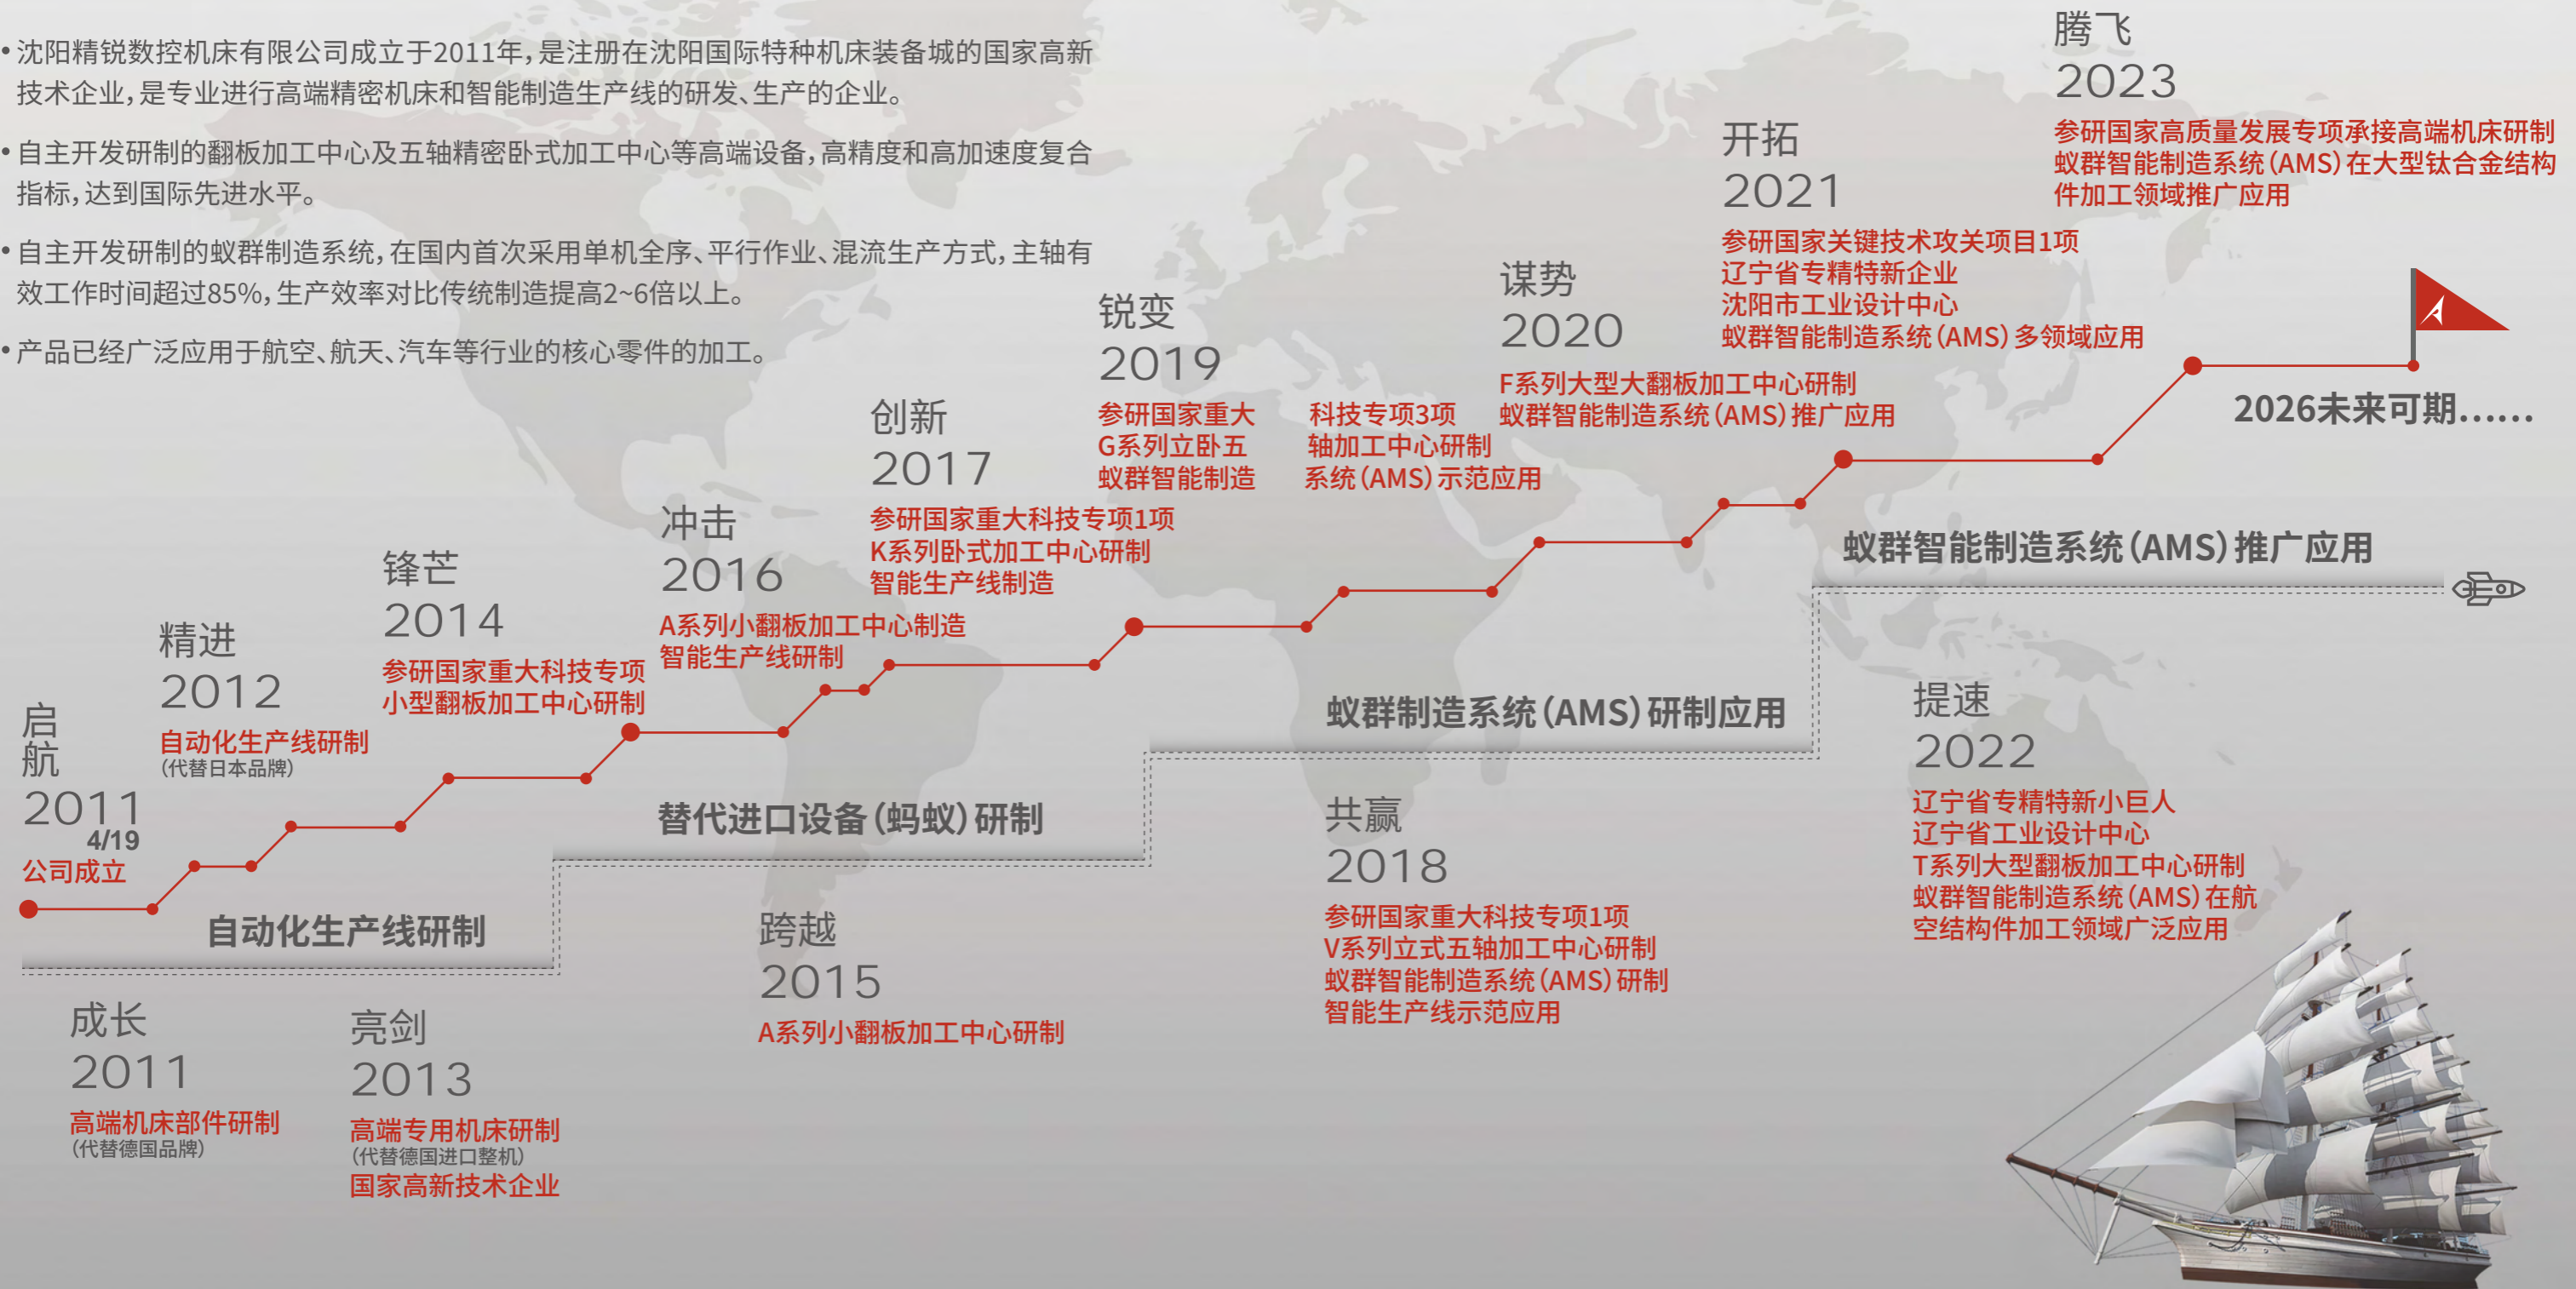 •沈阳精锐数控机床有限公司成立于2011年,是注册在沈阳国际特种机床装备城的国家高新
技术企业,是专业进行高端精密机床和智能制造生产线的研发、生产的企业。
•自主开发研制的翻板加工中心及五轴精密卧式加工中心等高端设备,高精度和高加速度复合
指标,达到国际先进水平。
•自主开发研制的蚁群制造系统,在国内首次采用单机全序、平行作业、混流生产方式,主轴有
效工作时间超过85%,生产效率对比传统制造提高2~6倍以上。
•产品已经广泛应用于航空、航天、汽车等行业的核心零件的加工。
启
航
2011
4/19
公司成立
成长
2011
高端机床部件研制
(代替德国品牌)
精进
2012
自动化生产线研制
(代替日本品牌)
亮剑
2013
高端专用机床研制
(代替德国进口整机)
国家高新技术企业
自动化生产线研制
锋芒
2014
参研国家重大科技专项
小型翻板加工中心研制
跨越
2015
A系列小翻板加工中心研制
冲击
2016
A系列小翻板加工中心制造
智能生产线研制
替代进口设备(蚂蚁)研制
创新
2017
参研国家重大科技专项1项
K系列卧式加工中心研制
智能生产线制造
共赢
2018
参研国家重大科技专项1项
V系列立式五轴加工中心研制
蚁群智能制造系统(AMS)研制
智能生产线示范应用
锐变
2019
参研国家重大 科技专项3项
G系列立卧五 轴加工中心研制
蚁群智能制造 系统(AMS)示范应用
蚁群制造系统(AMS)研制应用
谋势
2020
F系列大型大翻板加工中心研制
蚁群智能制造系统(AMS)推广应用
开拓
2021
参研国家关键技术攻关项目1项
辽宁省专精特新企业
沈阳市工业设计中心
蚁群智能制造系统(AMS)多领域应用
提速
2022
辽宁省专精特新小巨人
辽宁省工业设计中心
T系列大型翻板加工中心研制
蚁群智能制造系统(AMS)在航
空结构件加工领域广泛应用
腾飞
2023
参研国家高质量发展专项承接高端机床研制
蚁群智能制造系统(AMS)在大型钛合金结构
件加工领域推广应用
2026未来可期……
蚁群智能制造系统(AMS)推广应用